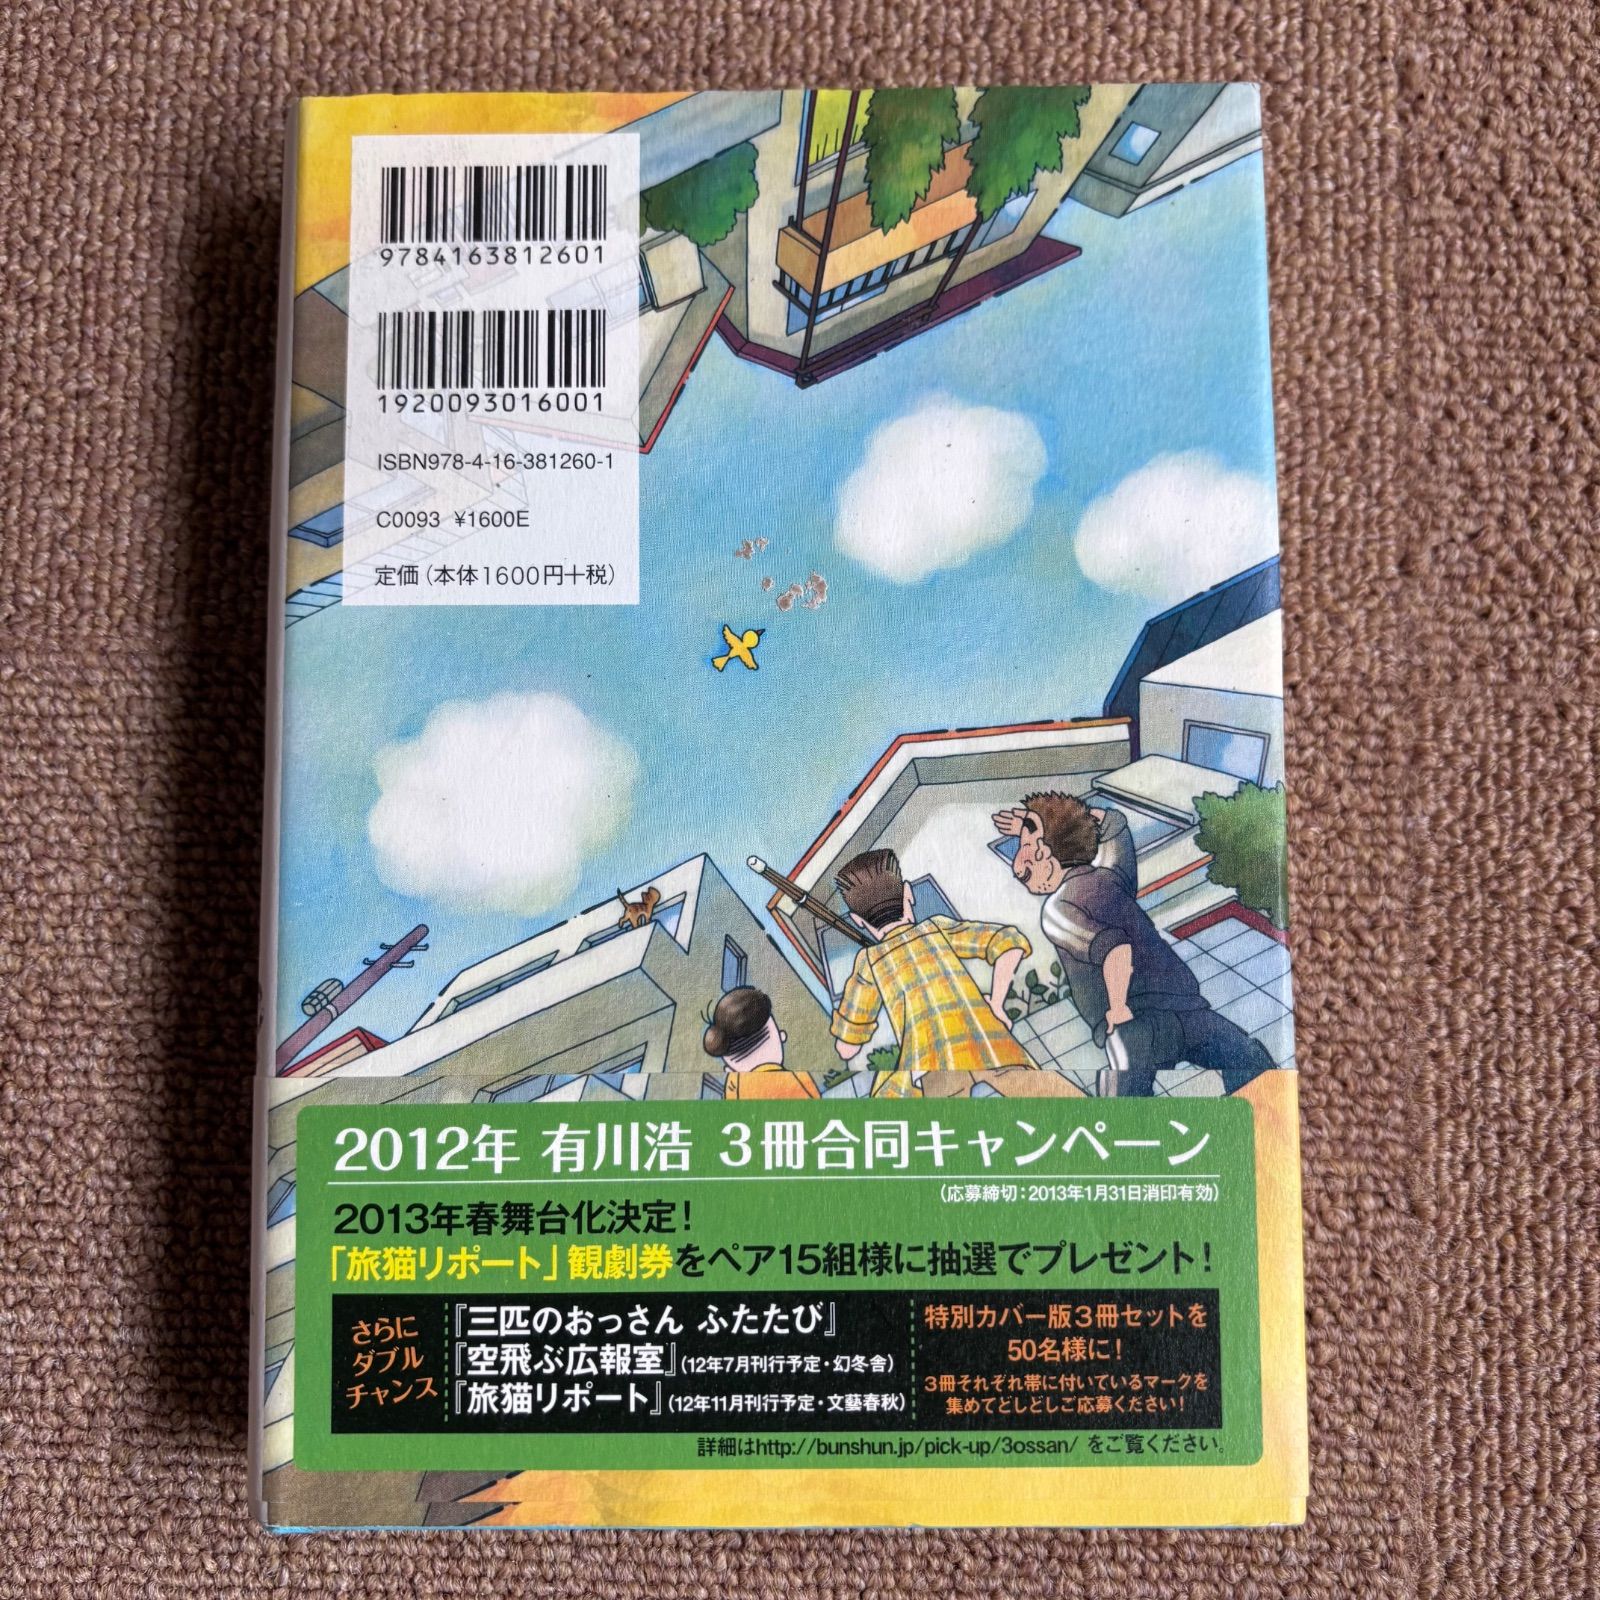 9784163812601
1920093016001
ISBN978-4-16-381260-1
C0093 ¥1600E
定価(本体1600円+税)
2012年 有川浩 3冊合同キャンペーン
(応募締切:2013年1月31日消印有効)
2013年春舞台化決定!
「旅猫リポート」観劇券をペア15組様に抽選でプレゼント!
さらに
ダブル
チャンス
『三匹のおっさん ふたたび』
『空飛ぶ広報室』(12年7月刊行予定・幻冬舎)
『旅猫リポート』(12年11月刊行予定・文藝春秋)
特別カバー版3冊セットを
50名様に!
3冊それぞれ帯に付いているマークを
集めてどしどしご応募ください!
詳細はhttp://bunshun.jp/pick-up/3ossan/ をご覧ください。